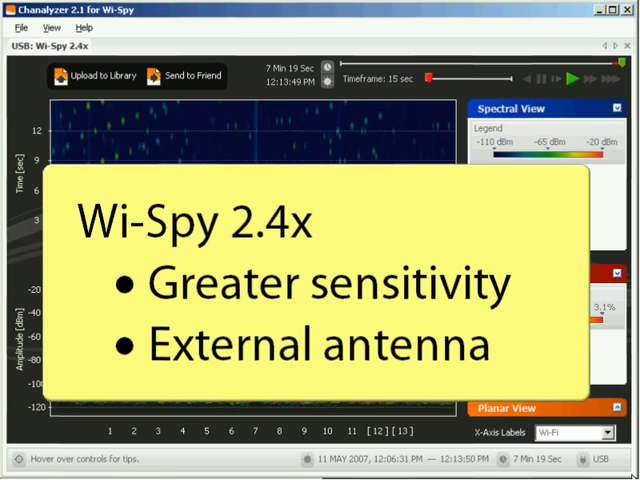 Chanalyzer 2.1 for Wi-Spy
File View Help
USB: Wi-Spy 2.4x
Upload to Library
Send to Friend
7 Min 19 Sec
12:13:49 PM
Timeframe: 15 sec
Time [sec]
12
9
6
3
Spectral View
Legend
-110 dBm -65 dBm -20 dBm
Wi-Spy 2.4x
• Greater sensitivity
• External antenna
3.1%
Amplitude [dBm]
-20
-40
-60
-80
-100
-120
1 2 3 4 5 6 7 8 9 10 11 [12] [13]
Planar View
X-Axis Labels Wi-Fi
Hover over controls for tips.
11 MAY 2007, 12:06:31 PM — 12:13:50 PM
7 Min 19 Sec
USB